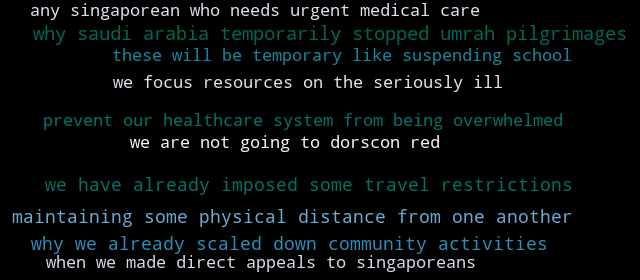 any singaporean who needs urgent medical care
why saudi arabia temporarily stopped umrah pilgrimages
these will be temporary like suspending school
we focus resources on the seriously ill
prevent our healthcare system from being overwhelmed
we are not going to dorscon red
we have already imposed some travel restrictions
maintaining some physical distance from one another
why we already scaled down community activities
when we made direct appeals to singaporeans